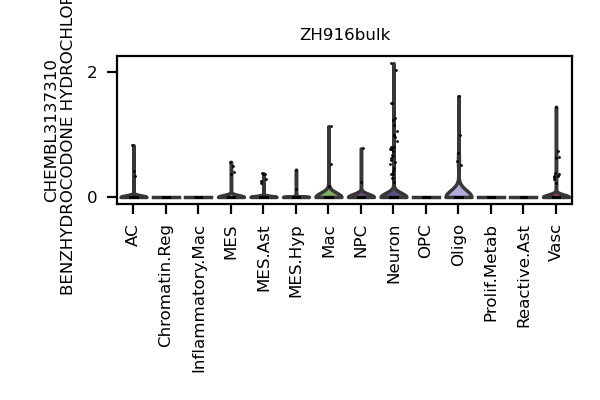 ZH916bulk
CHEMBL3137310
BENZHYDROCODONE
2
0
AC
Chromatin.Reg
Inflammatory.Mac
MES
MES.Ast
MES.Hyp
Mac
NPC
Neuron
OPC
Oligo
Prolif.Metab
Reactive.Ast
Vasc